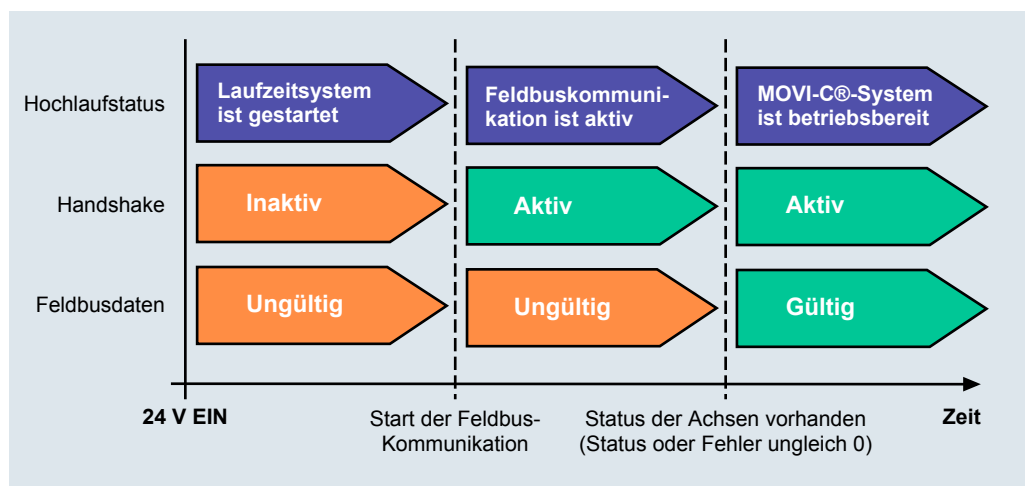 Hochlaufstatus
Laufzeitsystem
ist gestartet
Feldbuskommuni-
kation ist aktiv
MOVI-C®-System
ist betriebsbereit
Handshake
Inaktiv
Aktiv
Aktiv
Feldbusdaten
Ungültig
Ungültig
Gültig
24 V EIN
Start der Feldbus-
Kommunikation
Status der Achsen vorhanden
(Status oder Fehler ungleich 0)
Zeit